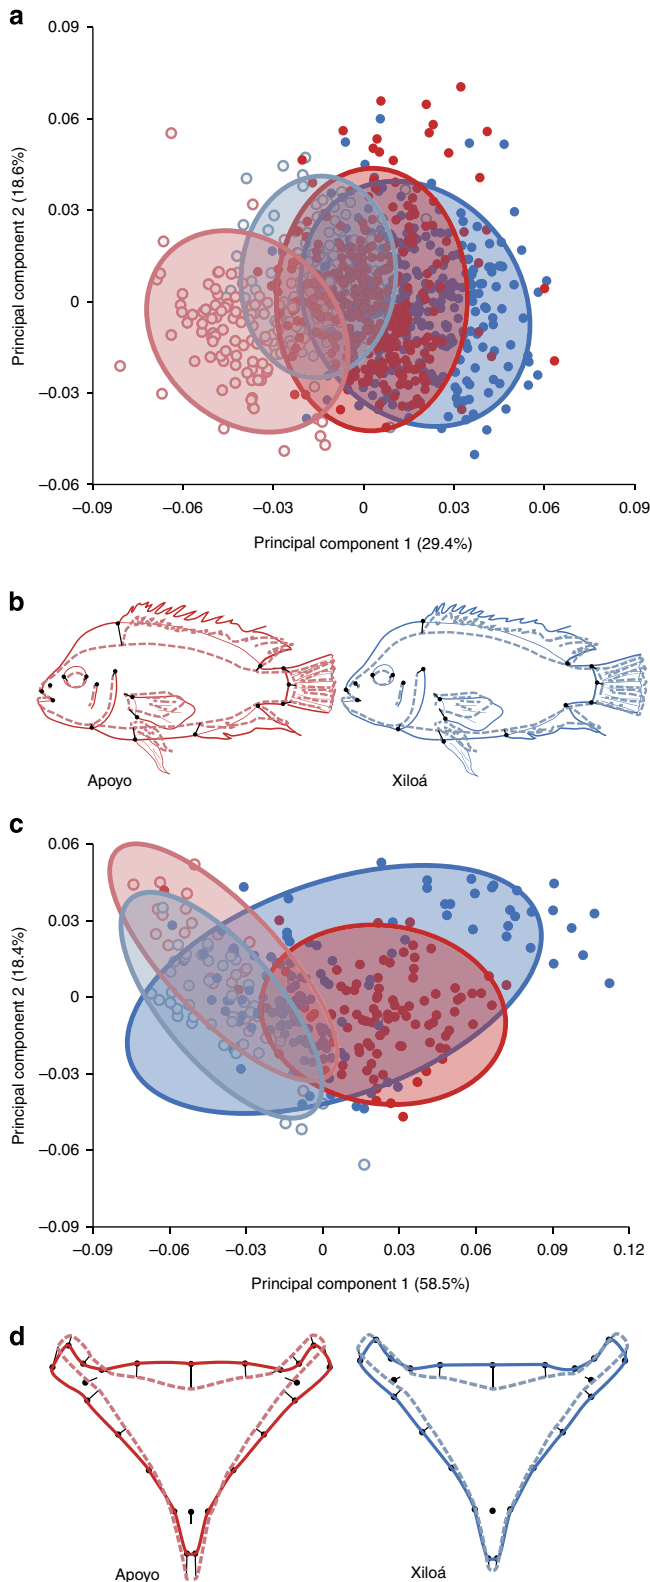 a
0.09
0.06
0.03
0
–0.03
–0.06
Principal component 2 (18.6%)
–0.09 –0.06 –0.03 0 0.03 0.06 0.09
Principal component 1 (29.4%)
b
Apoyo Xiloá
c
0.06
0.03
0
–0.03
–0.06
–0.09
Principal component 2 (18.4%)
–0.09 –0.06 –0.03 0 0.03 0.06 0.09 0.12
Principal component 1 (58.5%)
d
Apoyo Xiloá